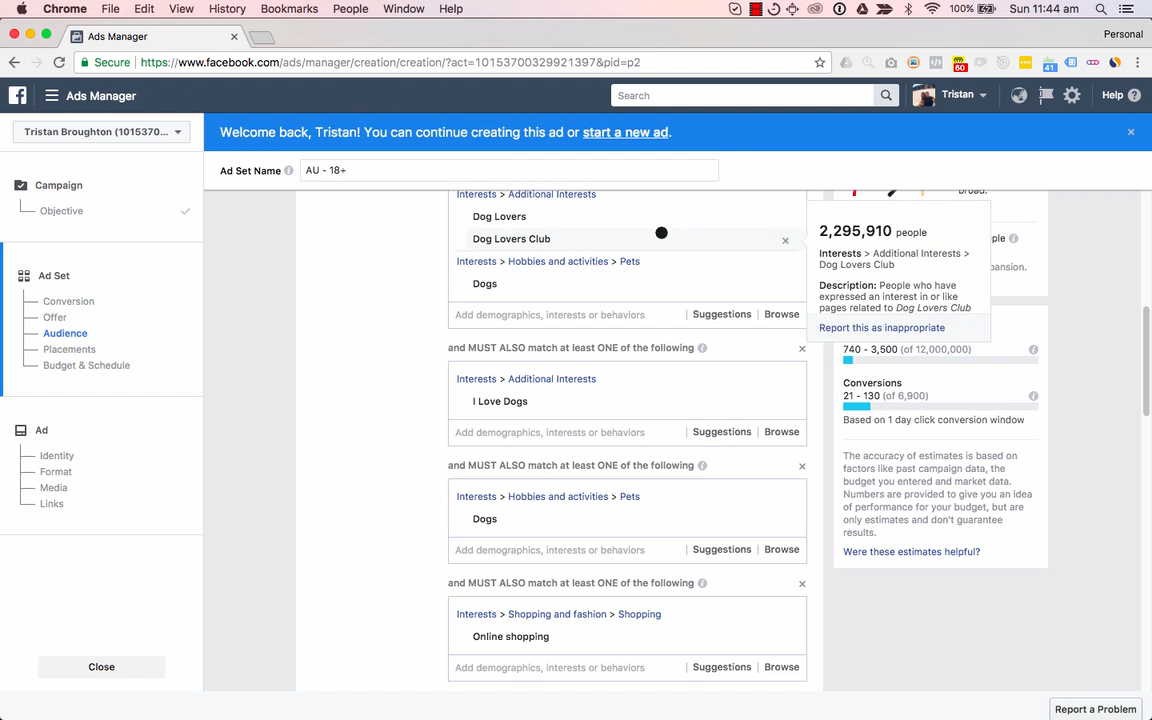 Chrome File Edit View History Bookmarks People Window Help 100% Sun 11:44 am
Ads Manager Personal
Secure https://www.facebook.com/ads/manager/creation/creation/?act=10153700329921397&pid=p2 60 41
Ads Manager Search Tristan Help
Tristan Broughton (1015370... Welcome back, Tristan! You can continue creating this ad or start a new ad.
Ad Set Name AU - 18+
Campaign
Objective
Ad Set
Conversion
Offer
Audience
Placements
Budget & Schedule
Ad
Identity
Format
Media
Links
Close
Interests > Additional Interests
Dog Lovers
Dog Lovers Club
Interests > Hobbies and activities > Pets
Dogs
Add demographics, interests or behaviors | Suggestions | Browse
and MUST ALSO match at least ONE of the following
Interests > Additional Interests
I Love Dogs
Add demographics, interests or behaviors | Suggestions | Browse
and MUST ALSO match at least ONE of the following
Interests > Hobbies and activities > Pets
Dogs
Add demographics, interests or behaviors | Suggestions | Browse
and MUST ALSO match at least ONE of the following
Interests > Shopping and fashion > Shopping
Online shopping
Add demographics, interests or behaviors | Suggestions | Browse
broad.
2,295,910 people
Interests > Additional Interests >
Dog Lovers Club
Description: People who have
expressed an interest in or like
pages related to Dog Lovers Club
Report this as inappropriate
ple
pansion.
740 - 3,500 (of 12,000,000)
Conversions
21 - 130 (of 6,900)
Based on 1 day click conversion window
The accuracy of estimates is based on
factors like past campaign data, the
budget you entered and market data.
Numbers are provided to give you an idea
of performance for your budget, but are
only estimates and don't guarantee
results.
Were these estimates helpful?
Report a Problem